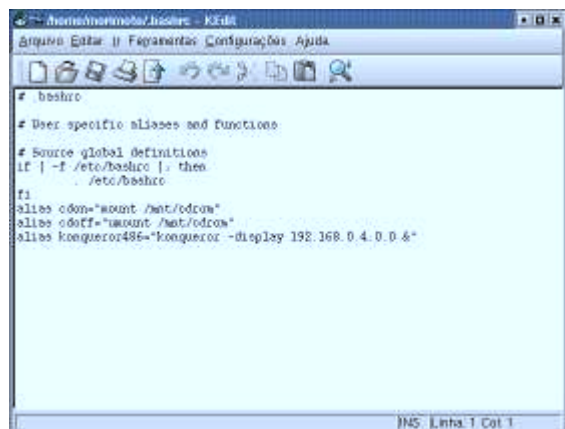 /home/morimoto/.bashrc - KEdit
Arquivo Editar Ir Ferramentas Configurações Ajuda
# .bashrc
# User specific aliases and functions
# Source global definitions
if [ -f /etc/bashrc ]; then
. /etc/bashrc
fi
alias cdon="mount /mnt/cdrom"
alias cdoff="umount /mnt/cdrom"
alias konqueror486="konqueror -display 192.168.0.4:0.0 &"
INS Linha: 1 Col: 1